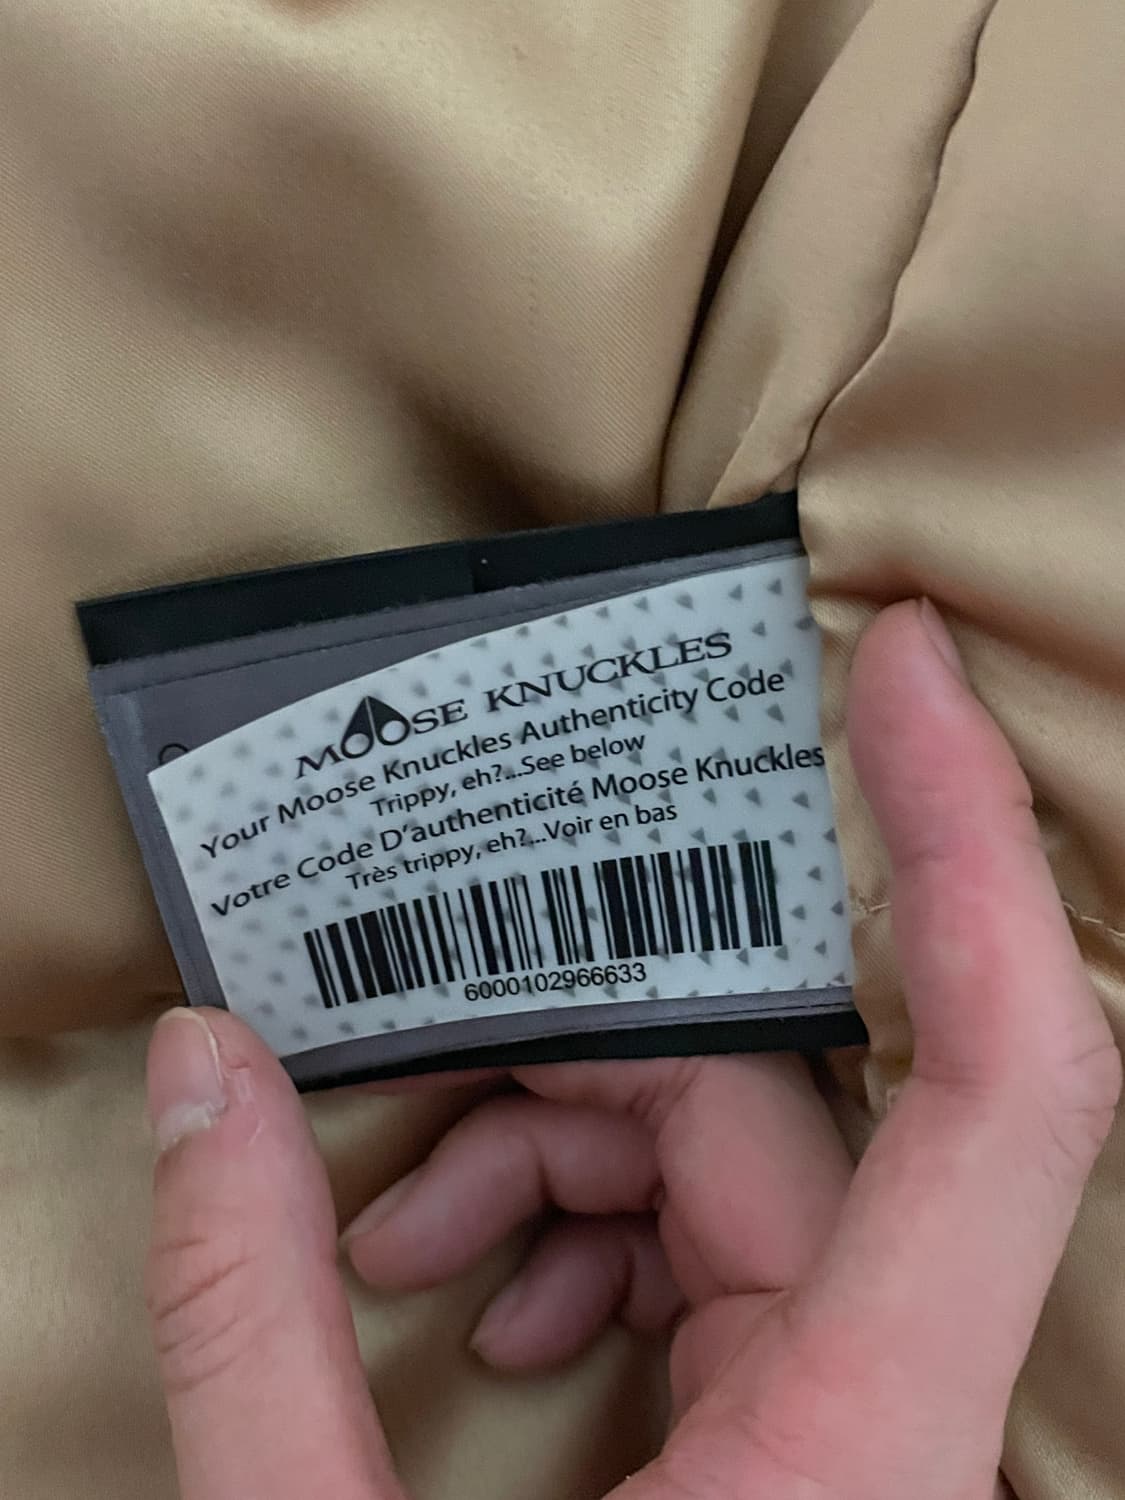 MOOSE KNUCKLES
Your Moose Knuckles Authenticity Code
Trippy, eh?...See below
Votre Code D'authenticité Moose Knuckles
Très trippy, eh?...Voir en bas
6000102966633